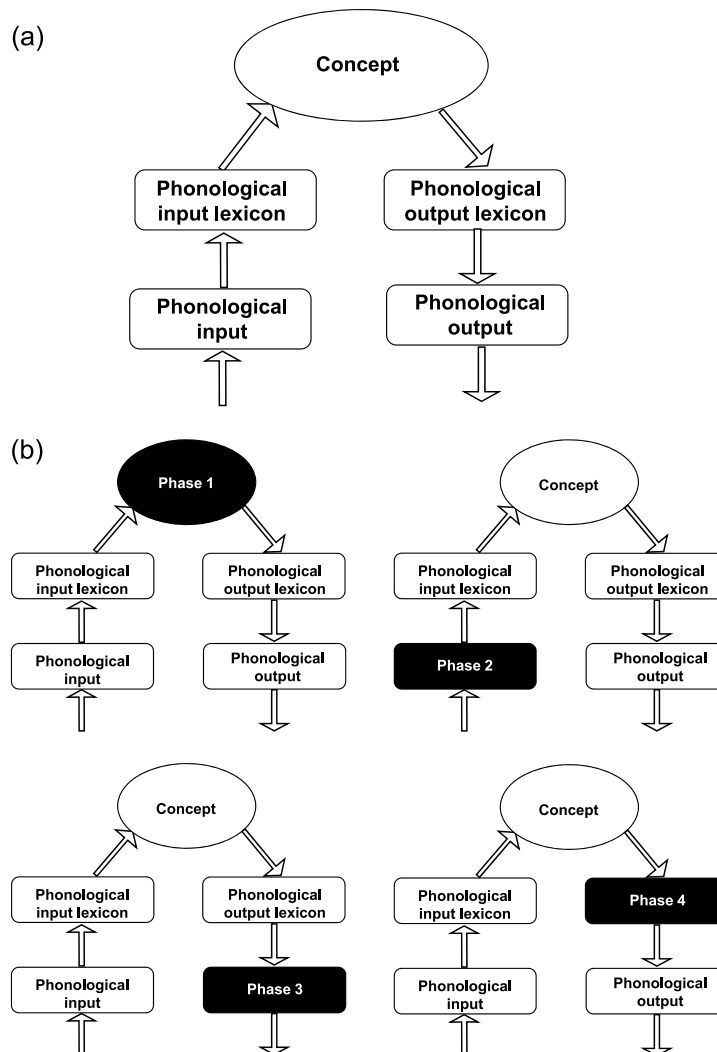 (a)
Concept
Phonological
input lexicon
Phonological
output lexicon
Phonological
input
Phonological
output
(b)
Phase 1
Phonological
input lexicon
Phonological
output lexicon
Phonological
input
Phonological
output
Concept
Phonological
input lexicon
Phonological
output lexicon
Phase 2
Phonological
output
Concept
Phonological
input lexicon
Phonological
output lexicon
Phonological
input
Phase 3
Concept
Phonological
input lexicon
Phase 4
Phonological
input
Phonological
output